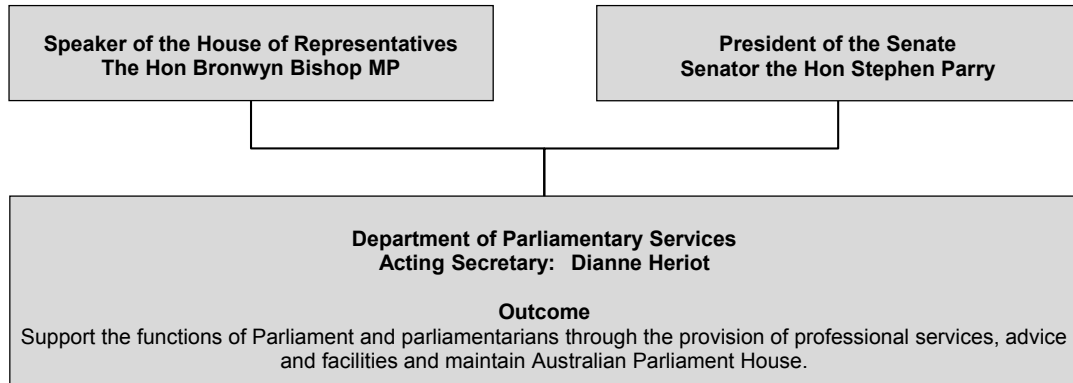 Speaker of the House of Representatives
The Hon Bronwyn Bishop MP
President of the Senate
Senator the Hon Stephen Parry
Department of Parliamentary Services
Acting Secretary: Dianne Heriot
Outcome
Support the functions of Parliament and parliamentarians through the provision of professional services, advice
and facilities and maintain Australian Parliament House.